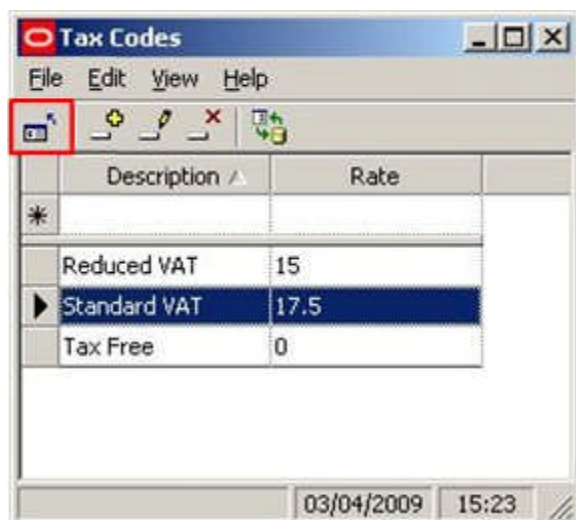 Tax Codes
File Edit View Help
Description Rate
*
Reduced VAT 15
Standard VAT 17.5
Tax Free 0
03/04/2009 15:23